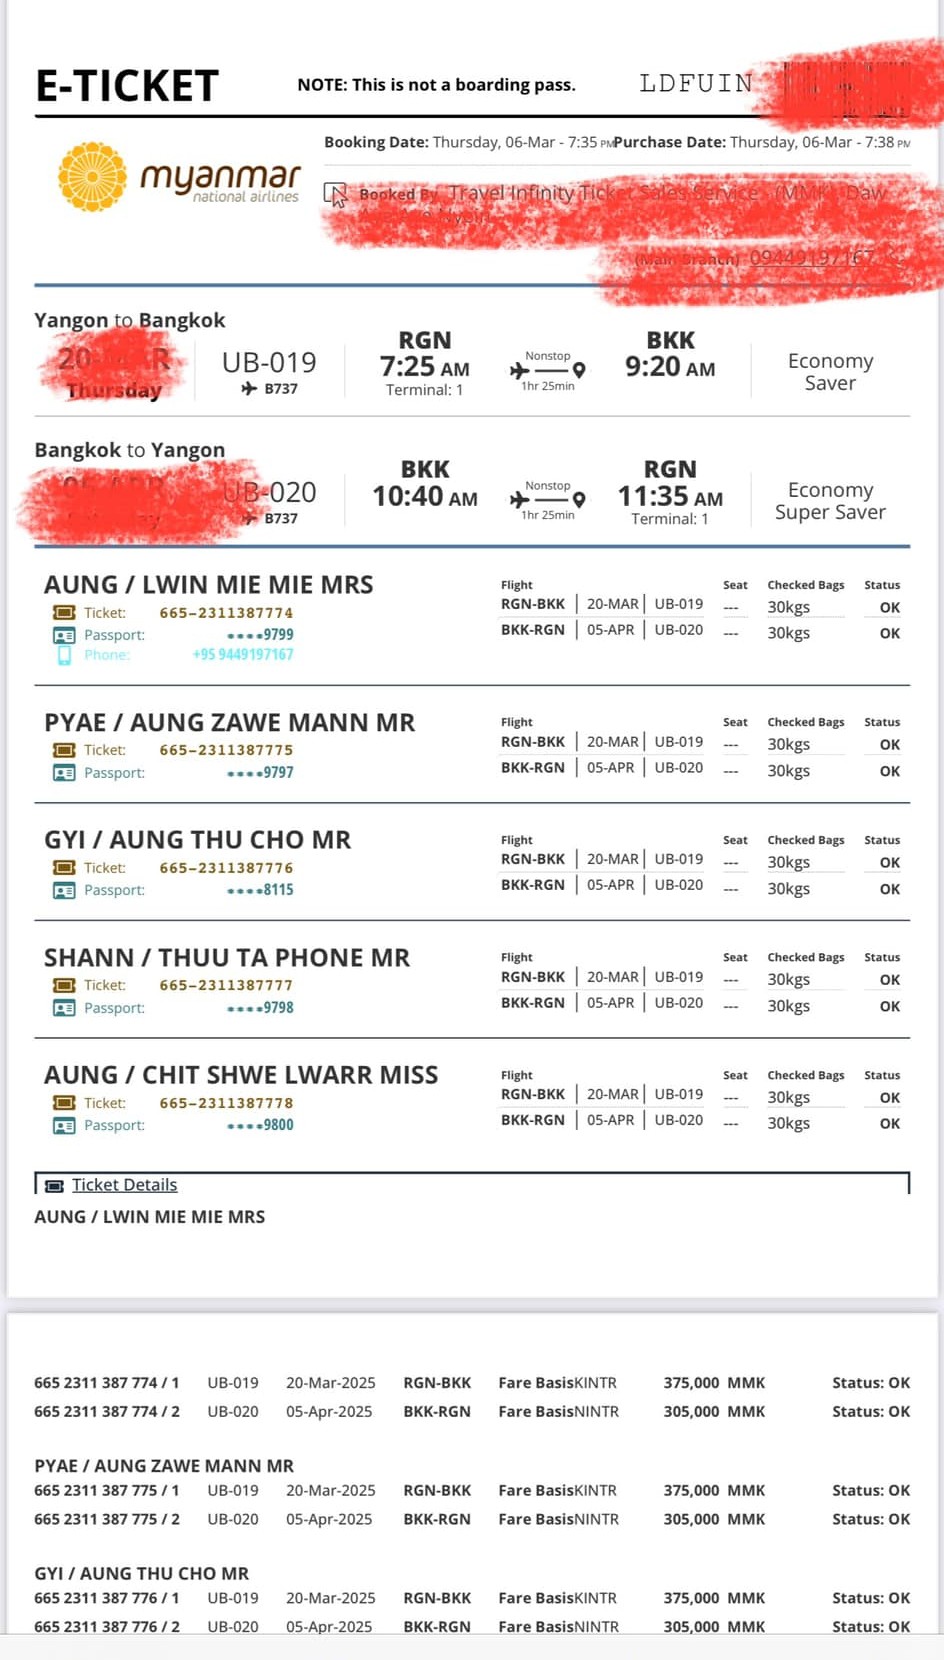 E-TICKET NOTE: This is not a boarding pass. LDFUIN
Booking Date: Thursday, 06-Mar - 7:35 PM Purchase Date: Thursday, 06-Mar - 7:38 PM
myanmar
national airlines
Booked By Travel Infinity Ticket Sales Service - (MMK) Daw
(Main Branch)
Yangon to Bangkok
Thursday
UB-019
B737
RGN
7:25 AM
Terminal: 1
Nonstop
1hr 25min
BKK
9:20 AM
Economy
Saver
Bangkok to Yangon
UB-020
B737
BKK
10:40 AM
Nonstop
1hr 25min
RGN
11:35 AM
Terminal: 1
Economy
Super Saver
AUNG / LWIN MIE MIE MRS
Ticket: 665-2311387774
Passport: ****9799
Phone: +95 9449197167
Flight Seat Checked Bags Status
RGN-BKK | 20-MAR | UB-019 --- 30kgs OK
BKK-RGN | 05-APR | UB-020 --- 30kgs OK
PYAE / AUNG ZAWE MANN MR
Ticket: 665-2311387775
Passport: ****9797
Flight Seat Checked Bags Status
RGN-BKK | 20-MAR | UB-019 --- 30kgs OK
BKK-RGN | 05-APR | UB-020 --- 30kgs OK
GYI / AUNG THU CHO MR
Ticket: 665-2311387776
Passport: ****8115
Flight Seat Checked Bags Status
RGN-BKK | 20-MAR | UB-019 --- 30kgs OK
BKK-RGN | 05-APR | UB-020 --- 30kgs OK
SHANN / THUU TA PHONE MR
Ticket: 665-2311387777
Passport: ****9798
Flight Seat Checked Bags Status
RGN-BKK | 20-MAR | UB-019 --- 30kgs OK
BKK-RGN | 05-APR | UB-020 --- 30kgs OK
AUNG / CHIT SHWE LWARR MISS
Ticket: 665-2311387778
Passport: ****9800
Flight Seat Checked Bags Status
RGN-BKK | 20-MAR | UB-019 --- 30kgs OK
BKK-RGN | 05-APR | UB-020 --- 30kgs OK
Ticket Details
AUNG / LWIN MIE MIE MRS
665 2311 387 774 / 1 UB-019 20-Mar-2025 RGN-BKK Fare BasisKINTR 375,000 MMK Status: OK
665 2311 387 774 / 2 UB-020 05-Apr-2025 BKK-RGN Fare BasisNINTR 305,000 MMK Status: OK
PYAE / AUNG ZAWE MANN MR
665 2311 387 775 / 1 UB-019 20-Mar-2025 RGN-BKK Fare BasisKINTR 375,000 MMK Status: OK
665 2311 387 775 / 2 UB-020 05-Apr-2025 BKK-RGN Fare BasisNINTR 305,000 MMK Status: OK
GYI / AUNG THU CHO MR
665 2311 387 776 / 1 UB-019 20-Mar-2025 RGN-BKK Fare BasisKINTR 375,000 MMK Status: OK
665 2311 387 776 / 2 UB-020 05-Apr-2025 BKK-RGN Fare BasisNINTR 305,000 MMK Status: OK